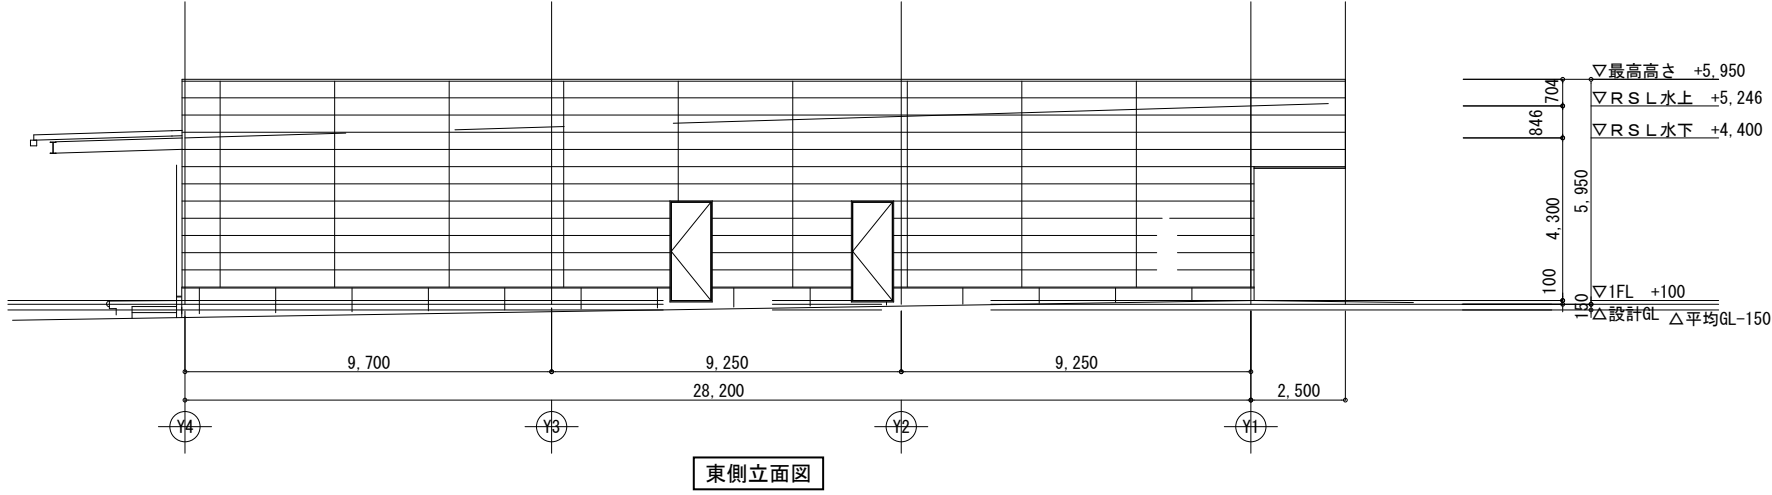 ▽最高高さ +5,950
704
▽RSL水上 +5,246
846
▽RSL水下 +4,400
4,300
5,950
100
▽1FL +100
150
△設計GL △平均GL-150
9,700 9,250 9,250
28,200 2,500
Y4 Y3 Y2 Y1
東側立面図